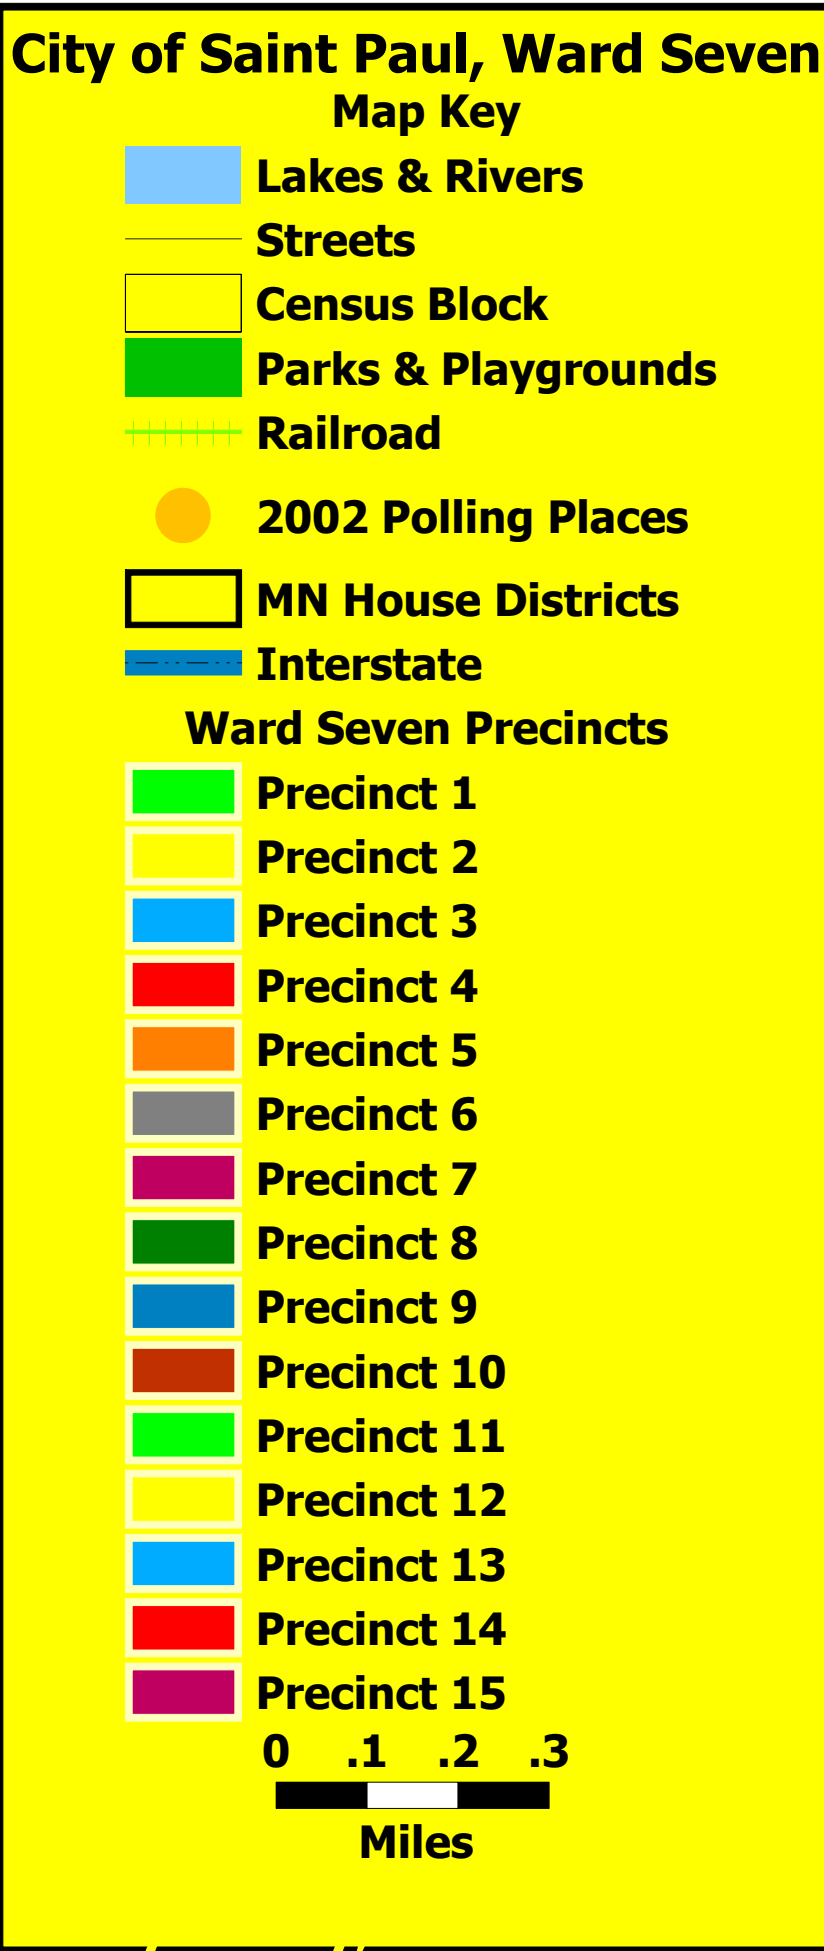 City of Saint Paul, Ward Seven
Map Key
Lakes & Rivers
Streets
Census Block
Parks & Playgrounds
Railroad
2002 Polling Places
MN House Districts
Interstate
Ward Seven Precincts
Precinct 1
Precinct 2
Precinct 3
Precinct 4
Precinct 5
Precinct 6
Precinct 7
Precinct 8
Precinct 9
Precinct 10
Precinct 11
Precinct 12
Precinct 13
Precinct 14
Precinct 15
0 .1 .2 .3
Miles